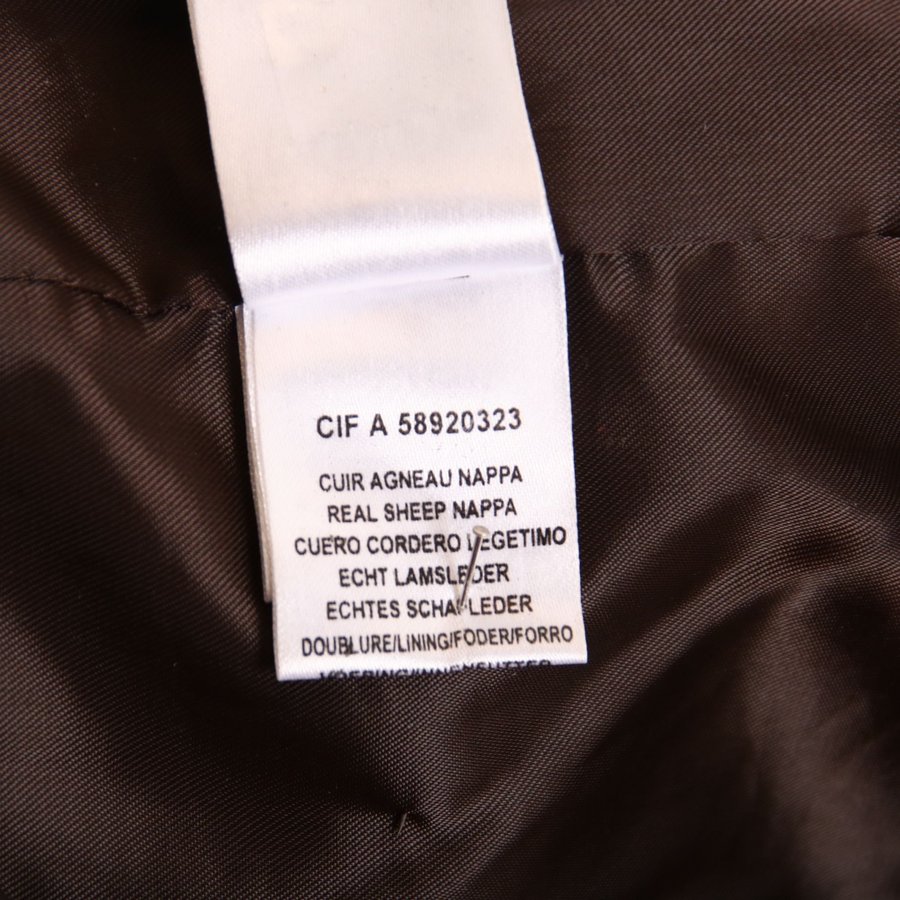 CIF A 58920323
CUIR AGNEAU NAPPA
REAL SHEEP NAPPA
CUERO CORDERO LEGETIMO
ECHT LAMSLEDER
ECHTES SCHAFLEDER
DOUBLURE/LINING/FODER/FORRO